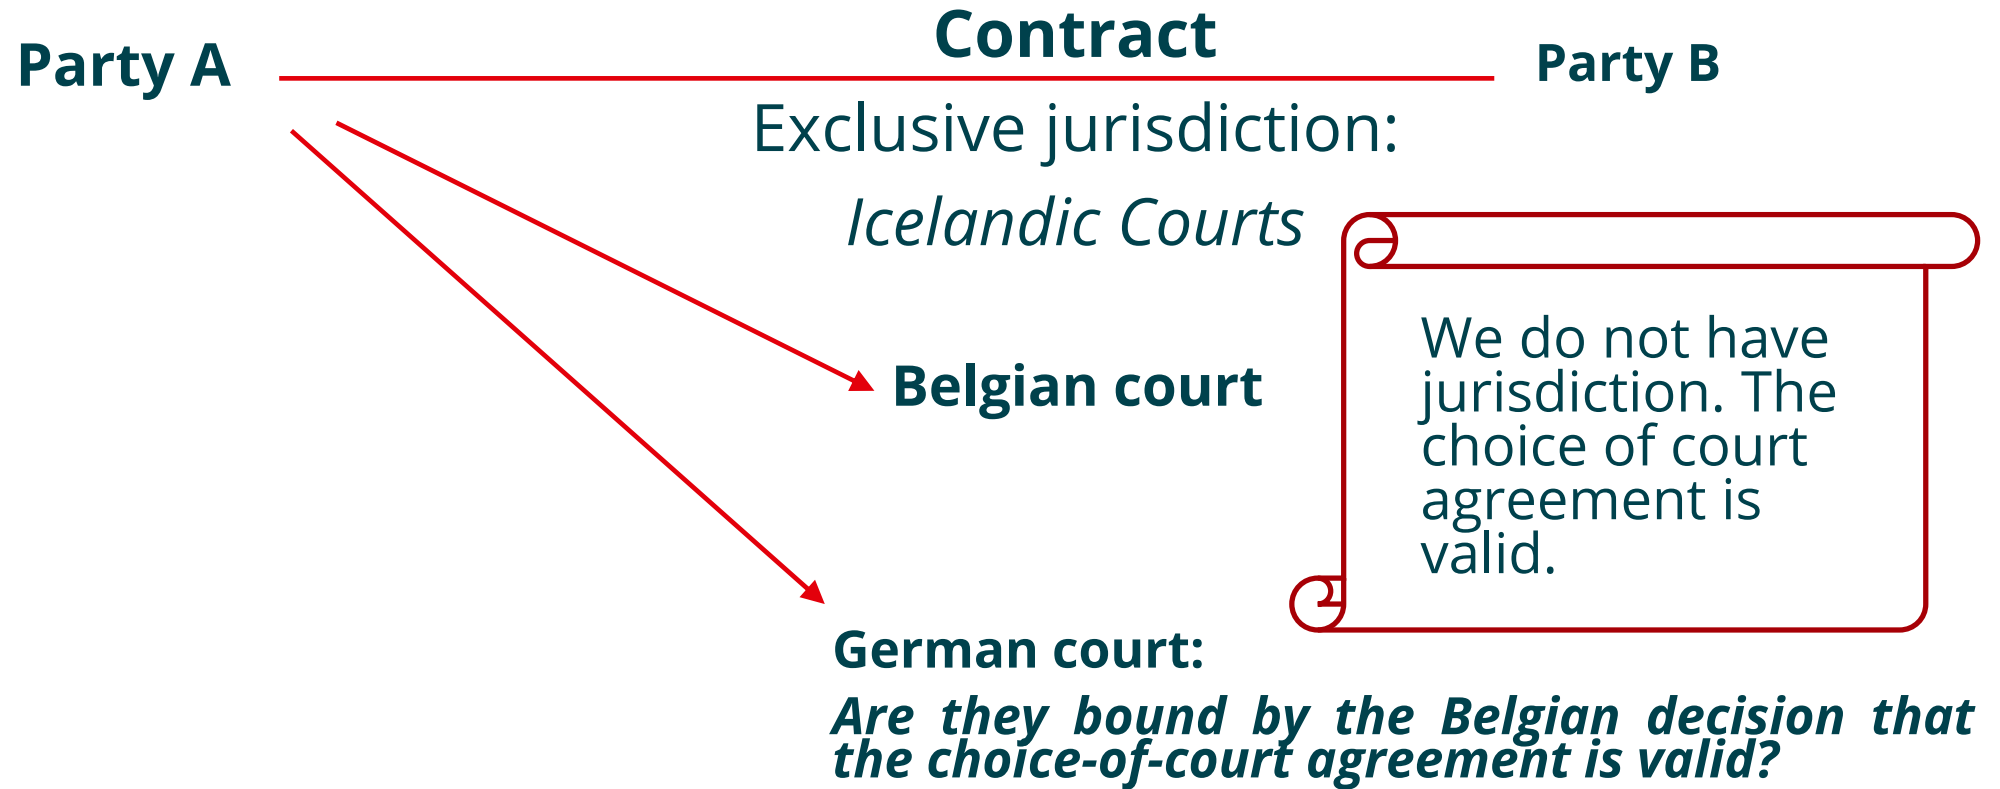 Contract
Party A
Party B
Exclusive jurisdiction:
Icelandic Courts
We do not have
jurisdiction. The
choice of court
agreement is
valid.
Belgian court
German court:
Are they bound by the Belgian decision that
the choice-of-court agreement is valid?